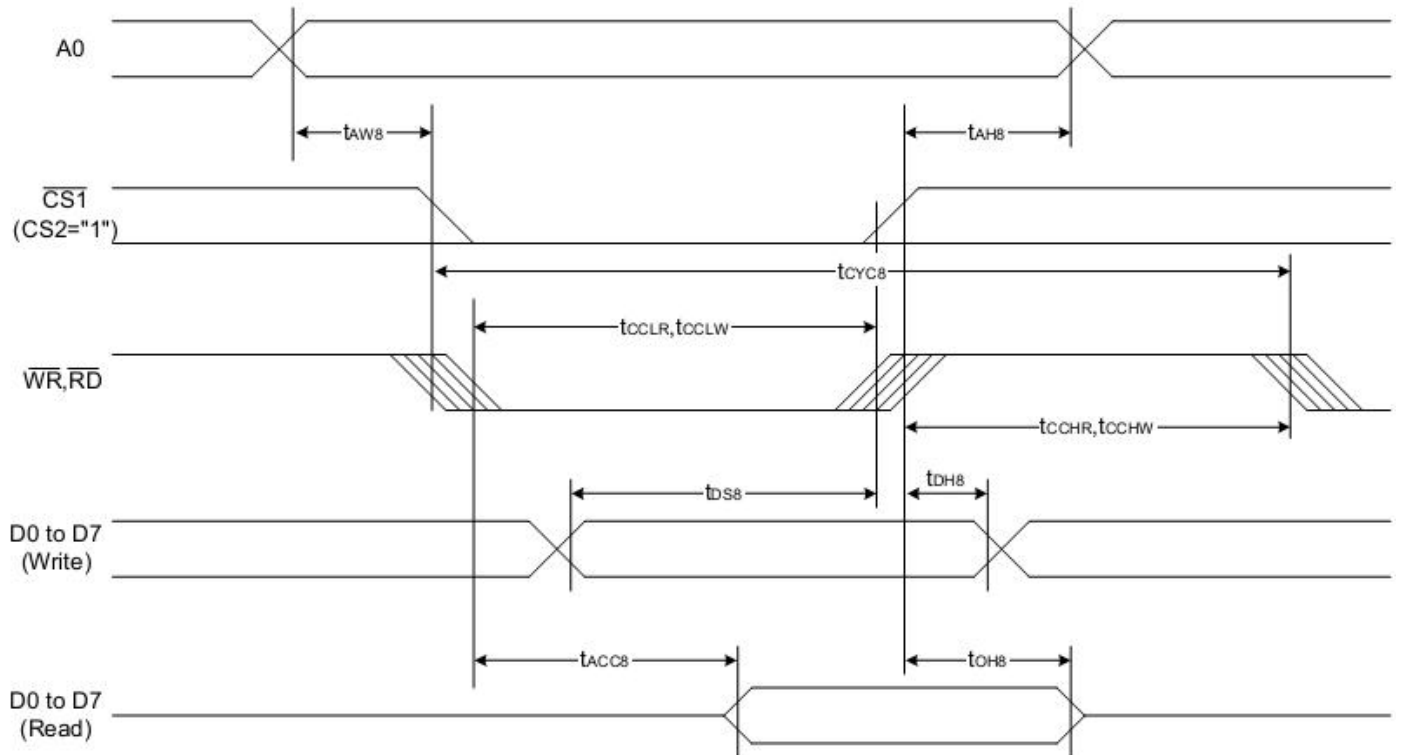 A0
tAW8
tAH8
CS1
(CS2="1")
tCYC8
tCCLR,tCCLW
WR,RD
tCCHR,tCCHW
tDS8
tDH8
D0 to D7
(Write)
tACC8
tOH8
D0 to D7
(Read)